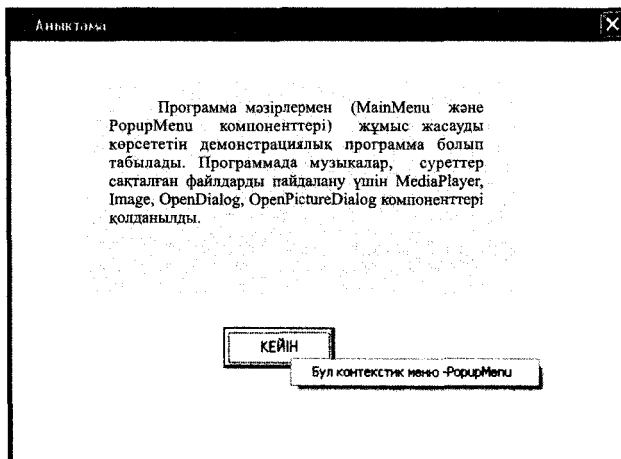 Анықтама
Программа мәзірлермен (MainMenu және
PopupMenu компоненттері) жұмыс жасауды
көрсететін демонстрациялық программа болып
табылады. Программада музыкалар, суреттер
сақталған файлдарды пайдалану үшін MediaPlayer,
Image, OpenDialog, OpenPictureDialog компоненттері
қолданылды.
КЕЙІН
Бұл контекстик меню -PopupMenu